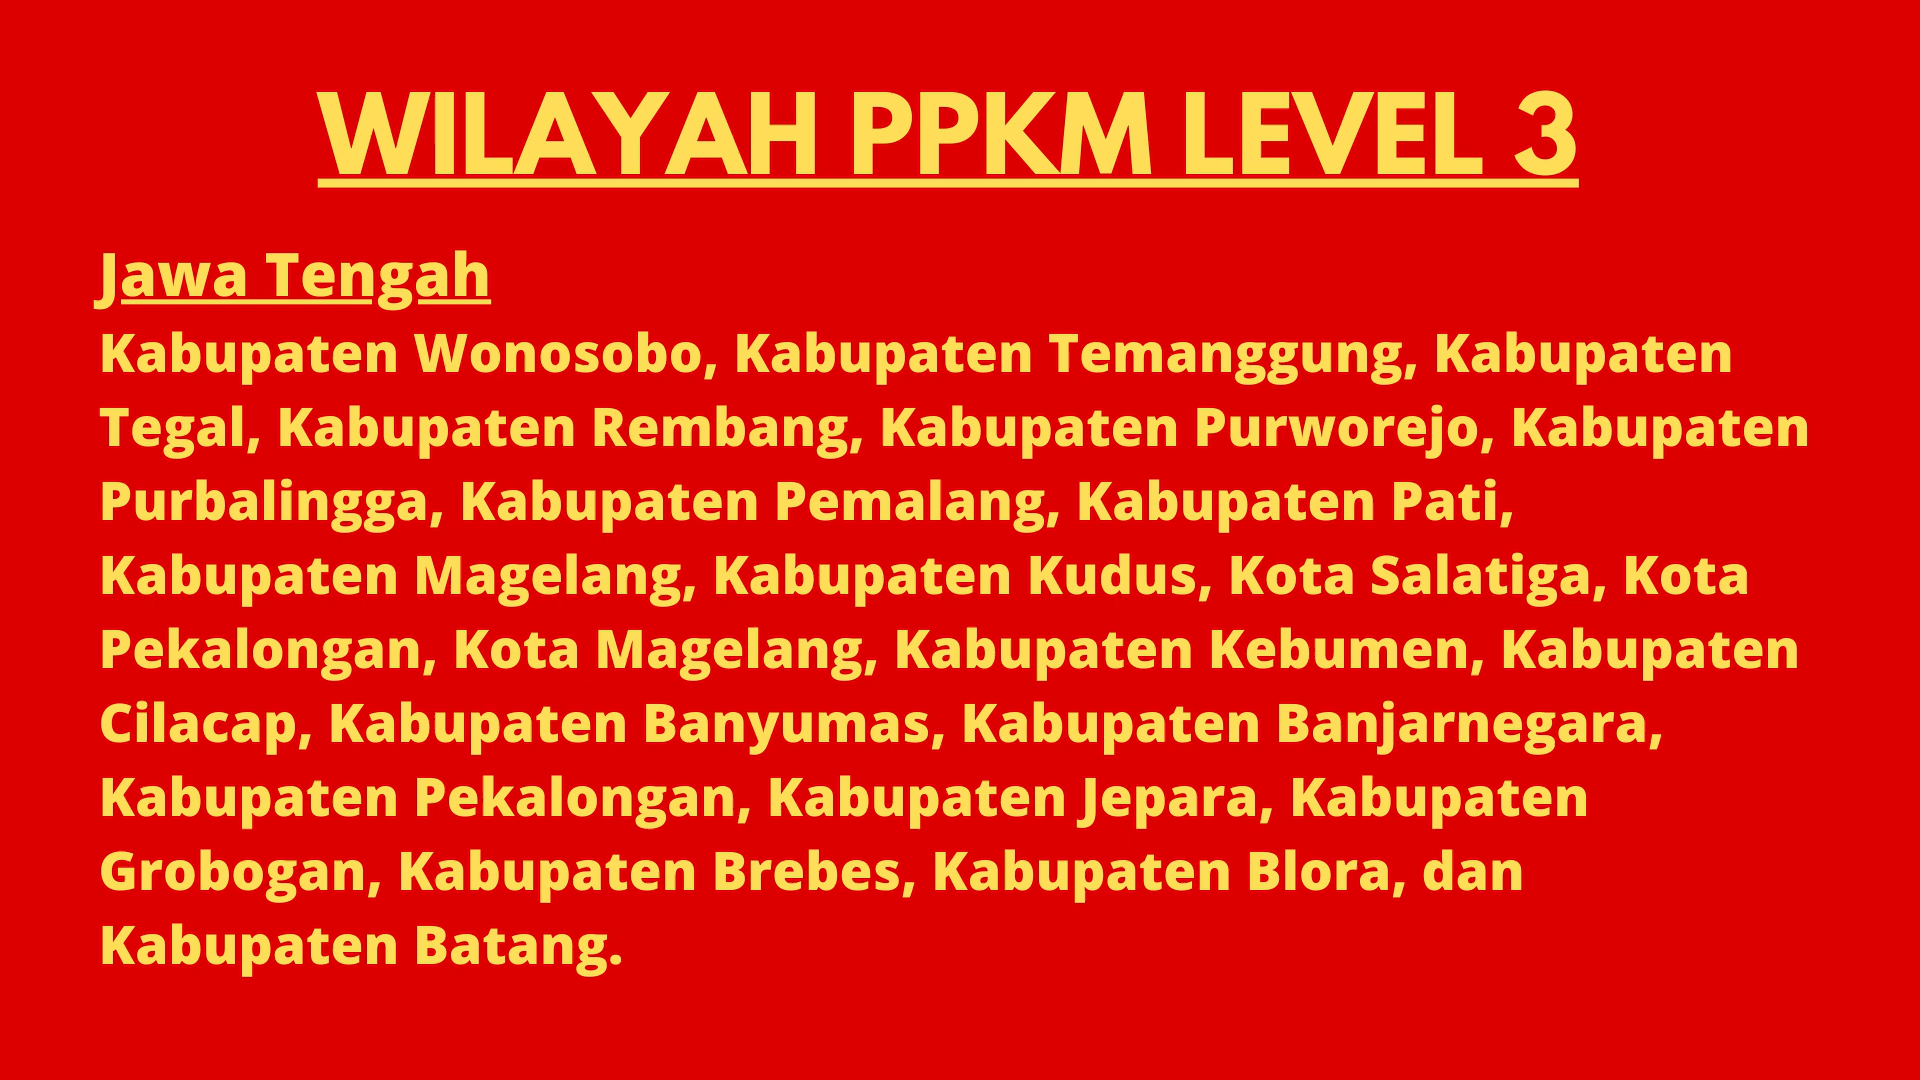 WILAYAH PPKM LEVEL 3
Jawa Tengah
Kabupaten Wonosobo, Kabupaten Temanggung, Kabupaten
Tegal, Kabupaten Rembang, Kabupaten Purworejo, Kabupaten
Purbalingga, Kabupaten Pemalang, Kabupaten Pati,
Kabupaten Magelang, Kabupaten Kudus, Kota Salatiga, Kota
Pekalongan, Kota Magelang, Kabupaten Kebumen, Kabupaten
Cilacap, Kabupaten Banyumas, Kabupaten Banjarnegara,
Kabupaten Pekalongan, Kabupaten Jepara, Kabupaten
Grobogan, Kabupaten Brebes, Kabupaten Blora, dan
Kabupaten Batang.